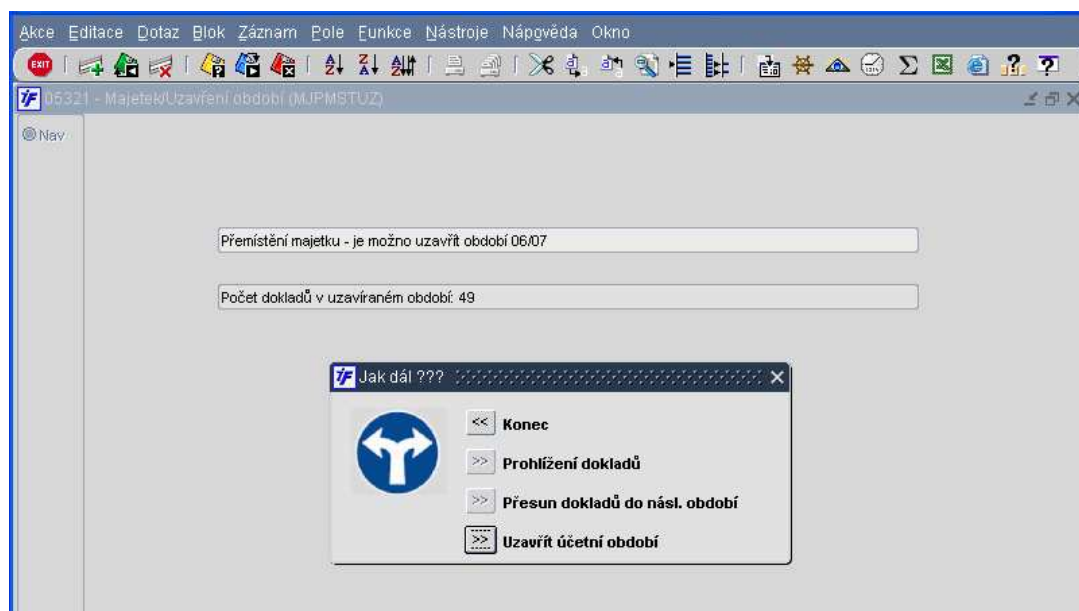 Akce Editace Dotaz Blok Záznam Pole Funkce Nástroje Nápověda Okno
EXIT
05321 - Majetek/Uzavření období (MJPMSTUZ)
Nav
Přemístění majetku - je možno uzavřít období 06/07
Počet dokladů v uzavíraném období: 49
Jak dál ???
<< Konec
>> Prohlížení dokladů
>> Přesun dokladů do násl. období
>> Uzavřít účetní období